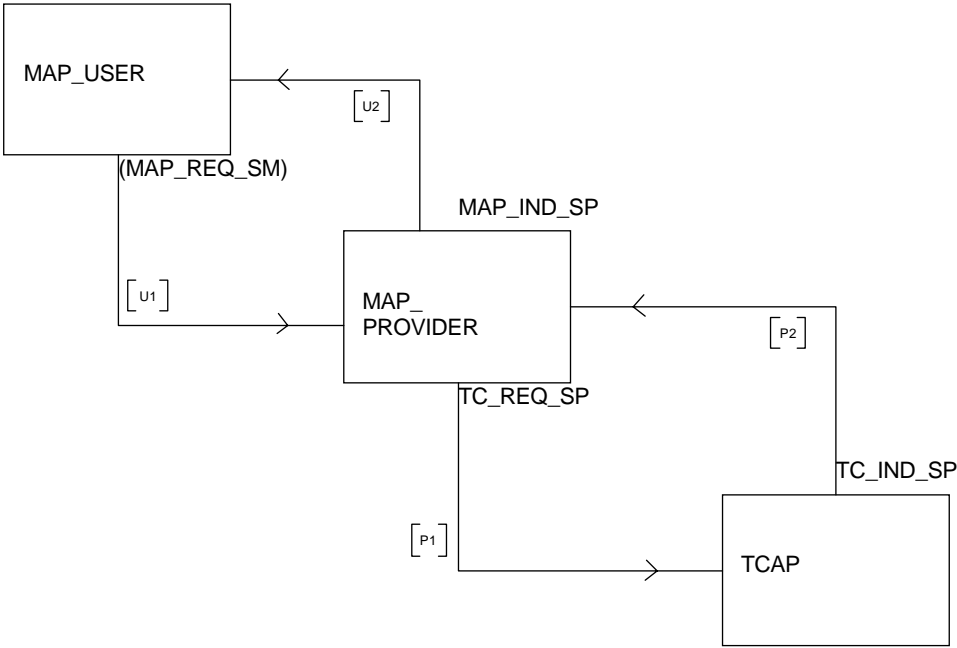 MAP_USER
[U2]
(MAP_REQ_SM)
MAP_IND_SP
[U1]
MAP_
PROVIDER
[P2]
TC_REQ_SP
TC_IND_SP
[P1]
TCAP